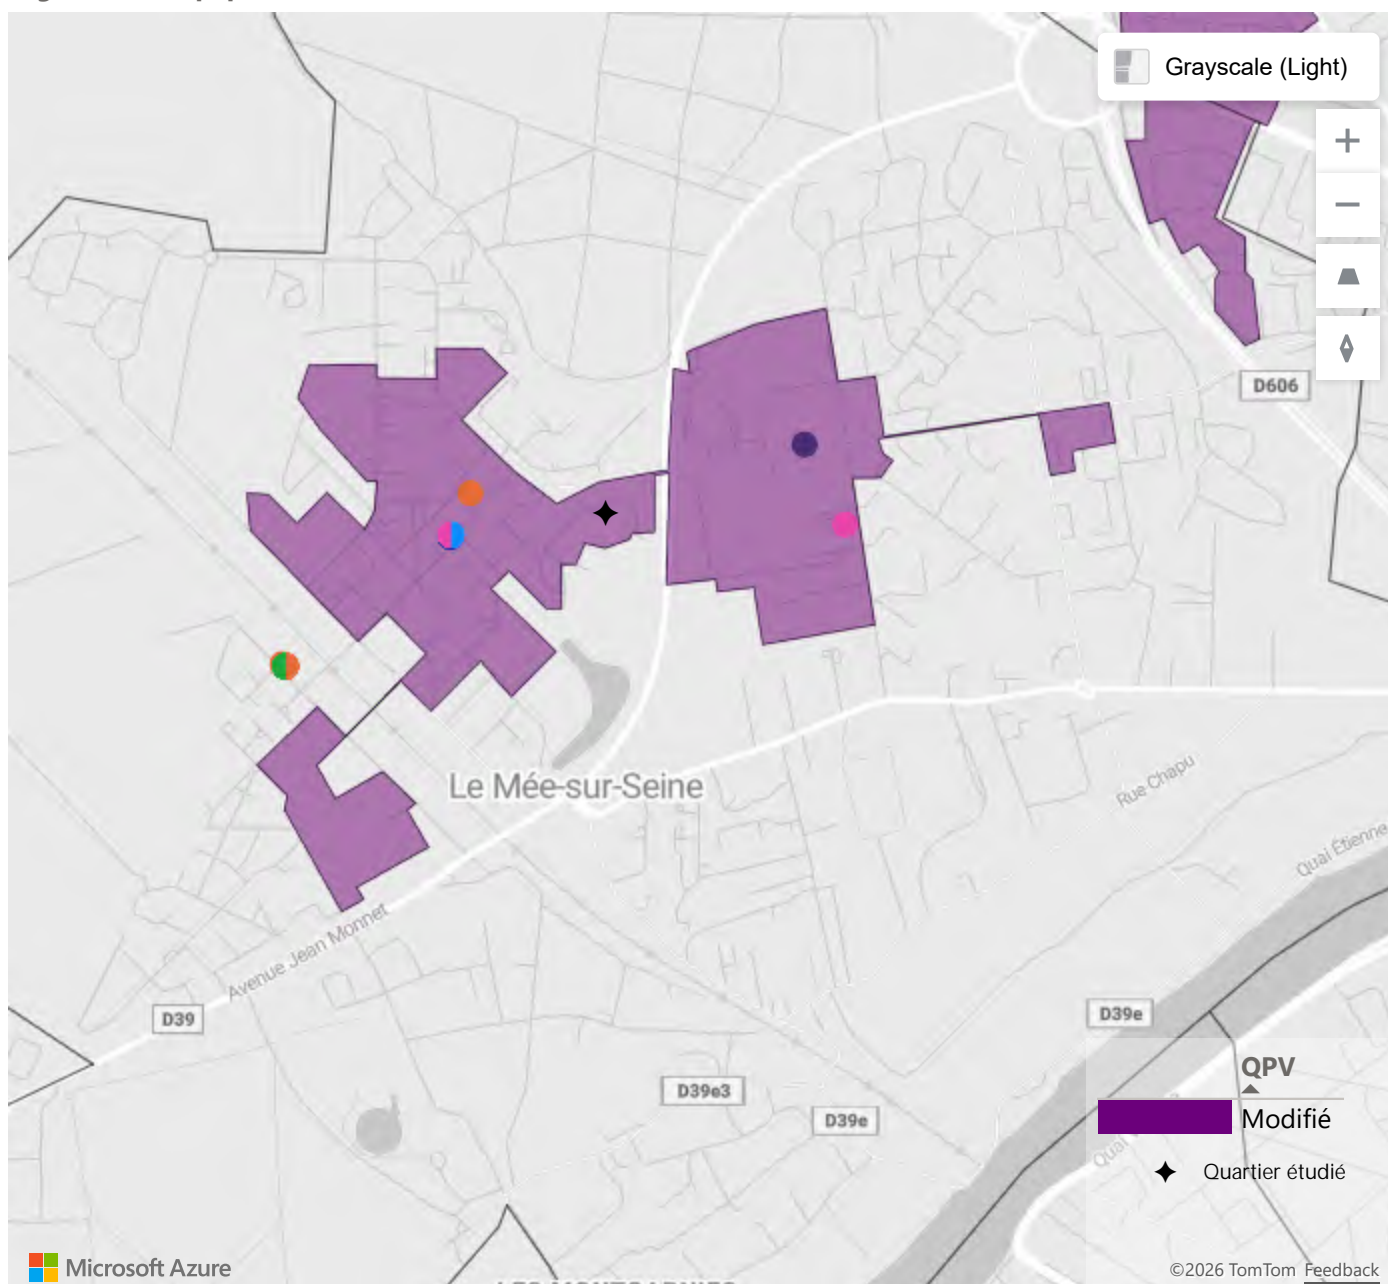 Grayscale (Light)
D606
Le Mée-sur-Seine
Rue Chapu
Quai Étienne
Avenue Jean Monnet
D39
D39e
QPV
Modifié
D39e3
D39e
Quartier étudié
Microsoft Azure
©2026 TomTom Feedback